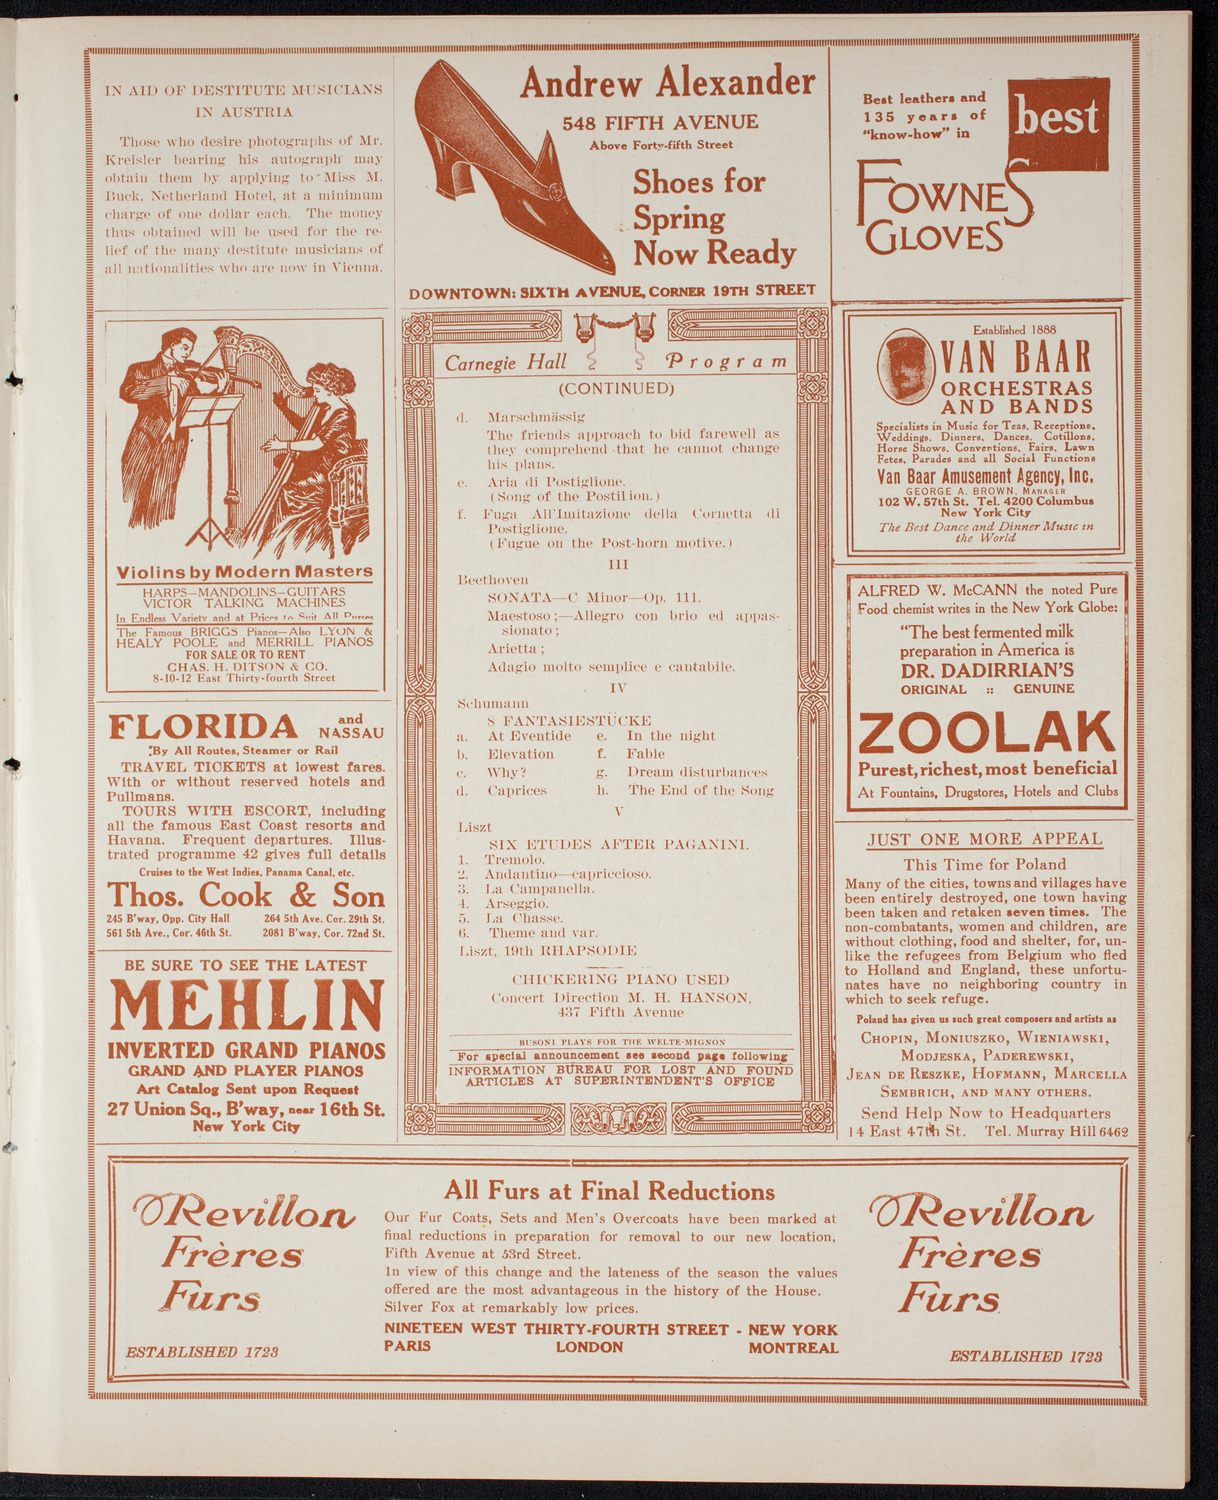 IN AID OF DESTITUTE MUSICIANS
IN AUSTRIA
Those who desire photographs of Mr.
Kreisler bearing his autograph may
obtain them by applying to Miss M.
Buck, Netherland Hotel, at a minimum
charge of one dollar each. The money
thus obtained will be used for the re-
lief of the many destitute musicians of
all nationalities who are now in Vienna.
Andrew Alexander
548 FIFTH AVENUE
Above Forty-fifth Street
Shoes for
Spring
Now Ready
DOWNTOWN: SIXTH AVENUE, CORNER 19TH STREET
Best leathers and
135 years of
"know-how" in
best
FOWNES
GLOVES
Violins by Modern Masters
HARPS—MANDOLINS—GUITARS
VICTOR TALKING MACHINES
In Endless Variety and at Prices to Suit All Purses
The Famous BRIGGS Pianos—Also LYON &
HEALY POOLE and MERRILL PIANOS
FOR SALE OR TO RENT
CHAS. H. DITSON & CO.
8-10-12 East Thirty-fourth Street
FLORIDA and
NASSAU
By All Routes, Steamer or Rail
TRAVEL TICKETS at lowest fares.
With or without reserved hotels and
Pullmans.
TOURS WITH ESCORT, including
all the famous East Coast resorts and
Havana. Frequent departures. Illus-
trated programme 42 gives full details
Cruises to the West Indies, Panama Canal, etc.
Thos. Cook & Son
245 B'way, Opp. City Hall 264 5th Ave. Cor. 29th St.
561 5th Ave., Cor. 46th St. 2081 B'way, Cor. 72nd St.
BE SURE TO SEE THE LATEST
MEHLIN
INVERTED GRAND PIANOS
GRAND AND PLAYER PIANOS
Art Catalog Sent upon Request
27 Union Sq., B'way, near 16th St.
New York City
Carnegie Hall Program
(CONTINUED)
d. Marschmässig
The friends approach to bid farewell as
they comprehend that he cannot change
his plans.
e. Aria di Postiglione.
(Song of the Postilion.)
f. Fuga All'Imitazione della Cornetta di
Postiglione.
(Fugue on the Post-horn motive.)
III
Beethoven
SONATA—C Minor—Op. 111.
Maestoso;—Allegro con brio ed appas-
sionato;
Arietta;
Adagio molto semplice e cantabile.
IV
Schumann
8 FANTASIESTÜCKE
a. At Eventide e. In the night
b. Elevation f. Fable
c. Why? g. Dream disturbances
d. Caprices h. The End of the Song
V
Liszt
SIX ETUDES AFTER PAGANINI.
1. Tremolo.
2. Andantino—capriccioso.
3. La Campanella.
4. Arseggio.
5. La Chasse.
6. Theme and var.
Liszt, 19th RHAPSODIE
CHICKERING PIANO USED
Concert Direction M. H. HANSON,
437 Fifth Avenue
BUSONI PLAYS FOR THE WELTE-MIGNON
For special announcement see second page following
INFORMATION BUREAU FOR LOST AND FOUND
ARTICLES AT SUPERINTENDENT'S OFFICE
Established 1888
VAN BAAR
ORCHESTRAS
AND BANDS
Specialists in Music for Teas, Receptions,
Weddings, Dinners, Dances, Cotillons,
Horse Shows, Conventions, Fairs, Lawn
Fetes, Parades and all Social Functions
Van Baar Amusement Agency, Inc.
GEORGE A. BROWN, MANAGER
102 W. 57th St. Tel. 4200 Columbus
New York City
The Best Dance and Dinner Music in
the World
ALFRED W. McCANN the noted Pure
Food chemist writes in the New York Globe:
"The best fermented milk
preparation in America is
DR. DADIRRIAN'S
ORIGINAL :: GENUINE
ZOOLAK
Purest, richest, most beneficial
At Fountains, Drugstores, Hotels and Clubs
JUST ONE MORE APPEAL
This Time for Poland
Many of the cities, towns and villages have
been entirely destroyed, one town having
been taken and retaken seven times. The
non-combatants, women and children, are
without clothing, food and shelter, for, un-
like the refugees from Belgium who fled
to Holland and England, these unfortu-
nates have no neighboring country in
which to seek refuge.
Poland has given us such great composers and artists as
CHOPIN, MONIUSZKO, WIENIAWSKI,
MODJESKA, PADEREWSKI,
JEAN DE RESZKE, HOFMANN, MARCELLA
SEMBRICH, AND MANY OTHERS.
Send Help Now to Headquarters
14 East 47th St. Tel. Murray Hill 6462
Revillon
Frères
Furs
ESTABLISHED 1723
All Furs at Final Reductions
Our Fur Coats, Sets and Men's Overcoats have been marked at
final reductions in preparation for removal to our new location,
Fifth Avenue at 53rd Street.
In view of this change and the lateness of the season the values
offered are the most advantageous in the history of the House.
Silver Fox at remarkably low prices.
NINETEEN WEST THIRTY-FOURTH STREET - NEW YORK
PARIS LONDON MONTREAL
Revillon
Frères
Furs
ESTABLISHED 1723